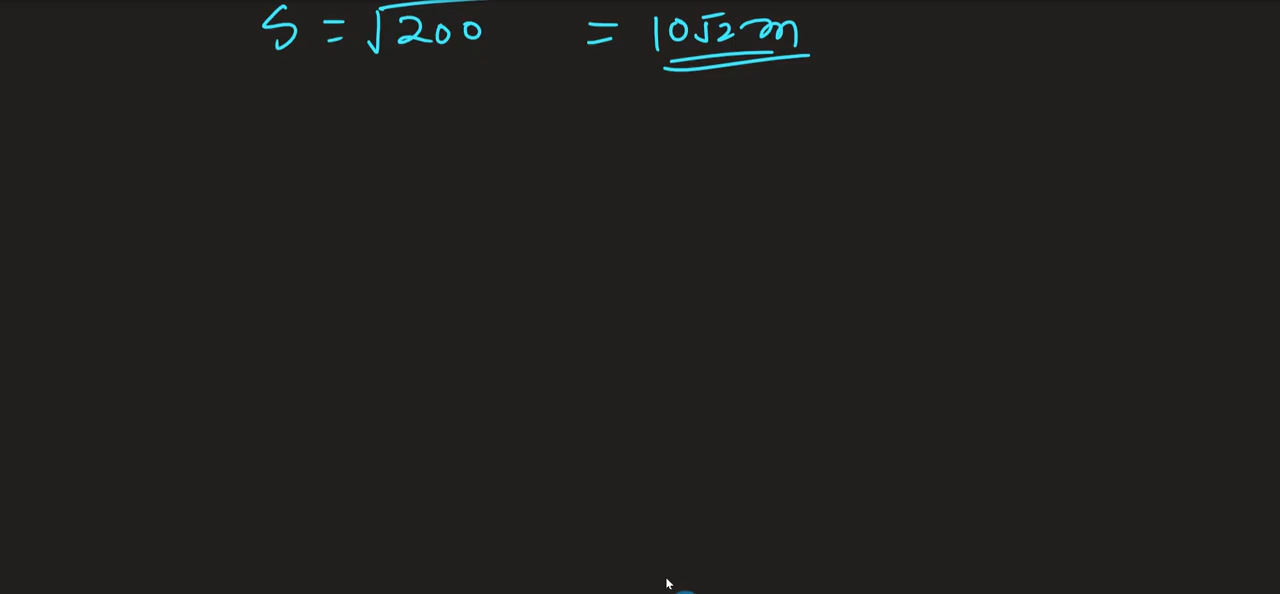 S = √200 = 10√2 m